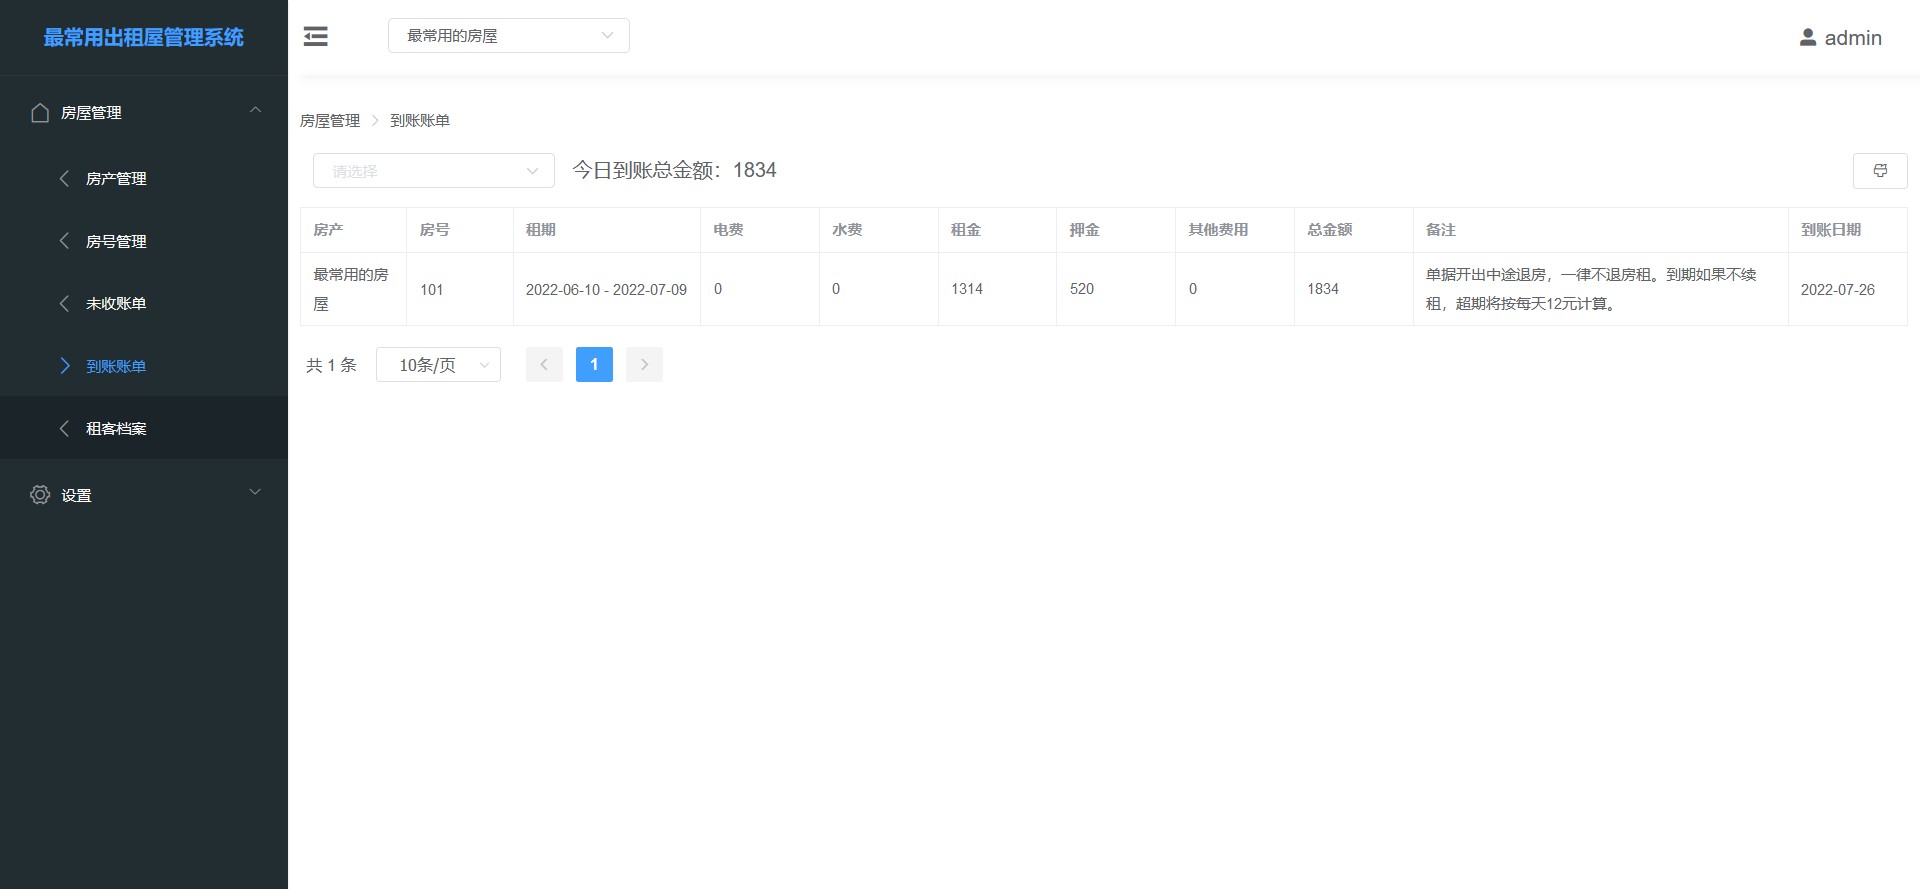 最常用出租屋管理系统
最常用的房屋
admin
房屋管理
房产管理
房号管理
未收账单
到账账单
租客档案
设置
房屋管理 > 到账账单
请选择
今日到账总金额：1834
房产 房号 租期 电费 水费 租金 押金 其他费用 总金额 备注 到账日期
最常用的房
屋
101 2022-06-10 - 2022-07-09 0 0 1314 520 0 1834
单据开出中途退房，一律不退房租。到期如果不续
租，超期将按每天12元计算。
2022-07-26
共 1 条 10条/页 1